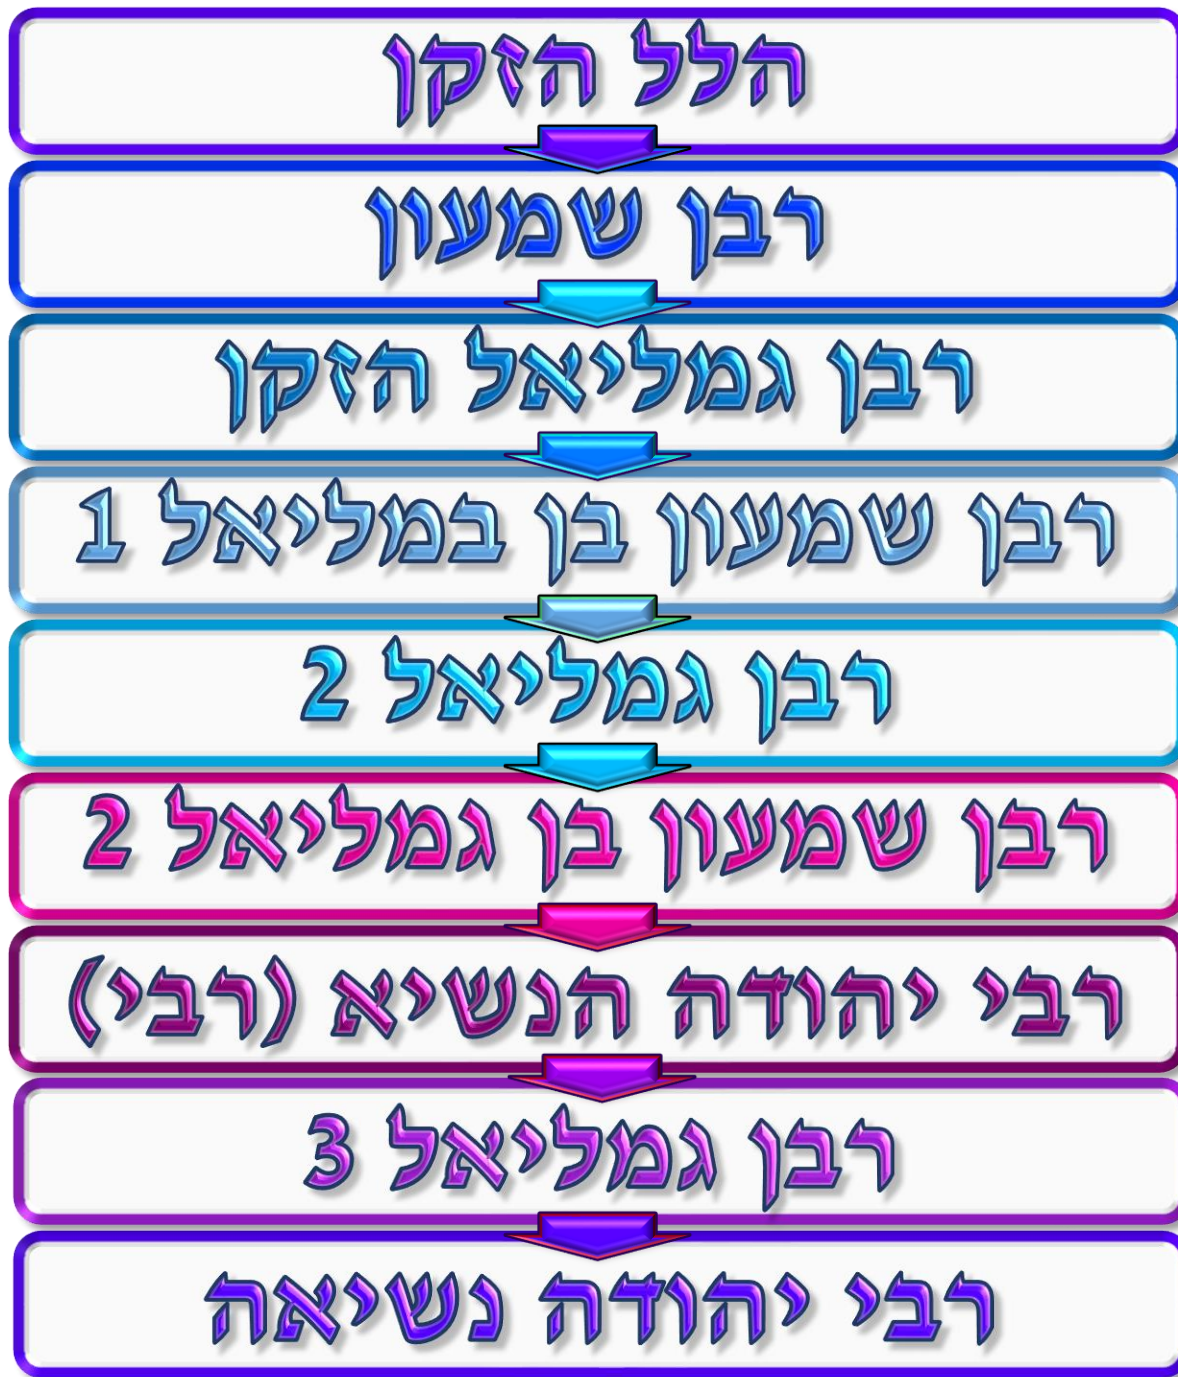 הלל הזקן
רבן שמעון
רבן גמליאל הזקן
רבן שמעון בן במליאל 1
רבן גמליאל 2
רבן שמעון בן גמליאל 2
רבי יהודה הנשיא (רבי)
רבן גמליאל 3
רבי יהודה נשיאה